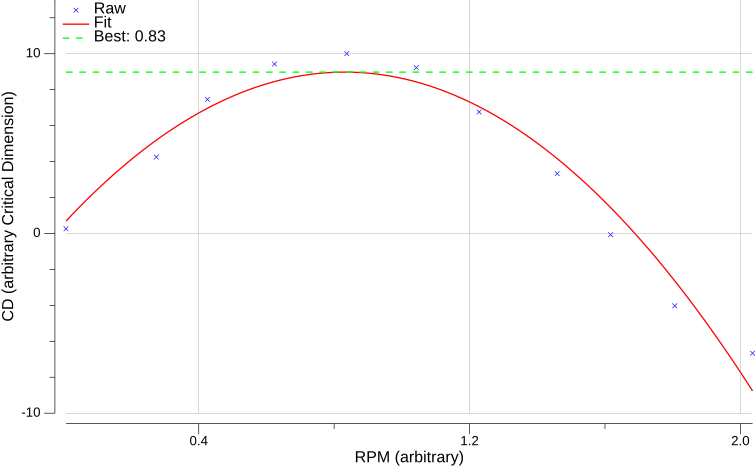 Raw
Fit
Best: 0.83
10
0
-10
CD (arbitrary Critical Dimension)
0.4
1.2
2.0
RPM (arbitrary)